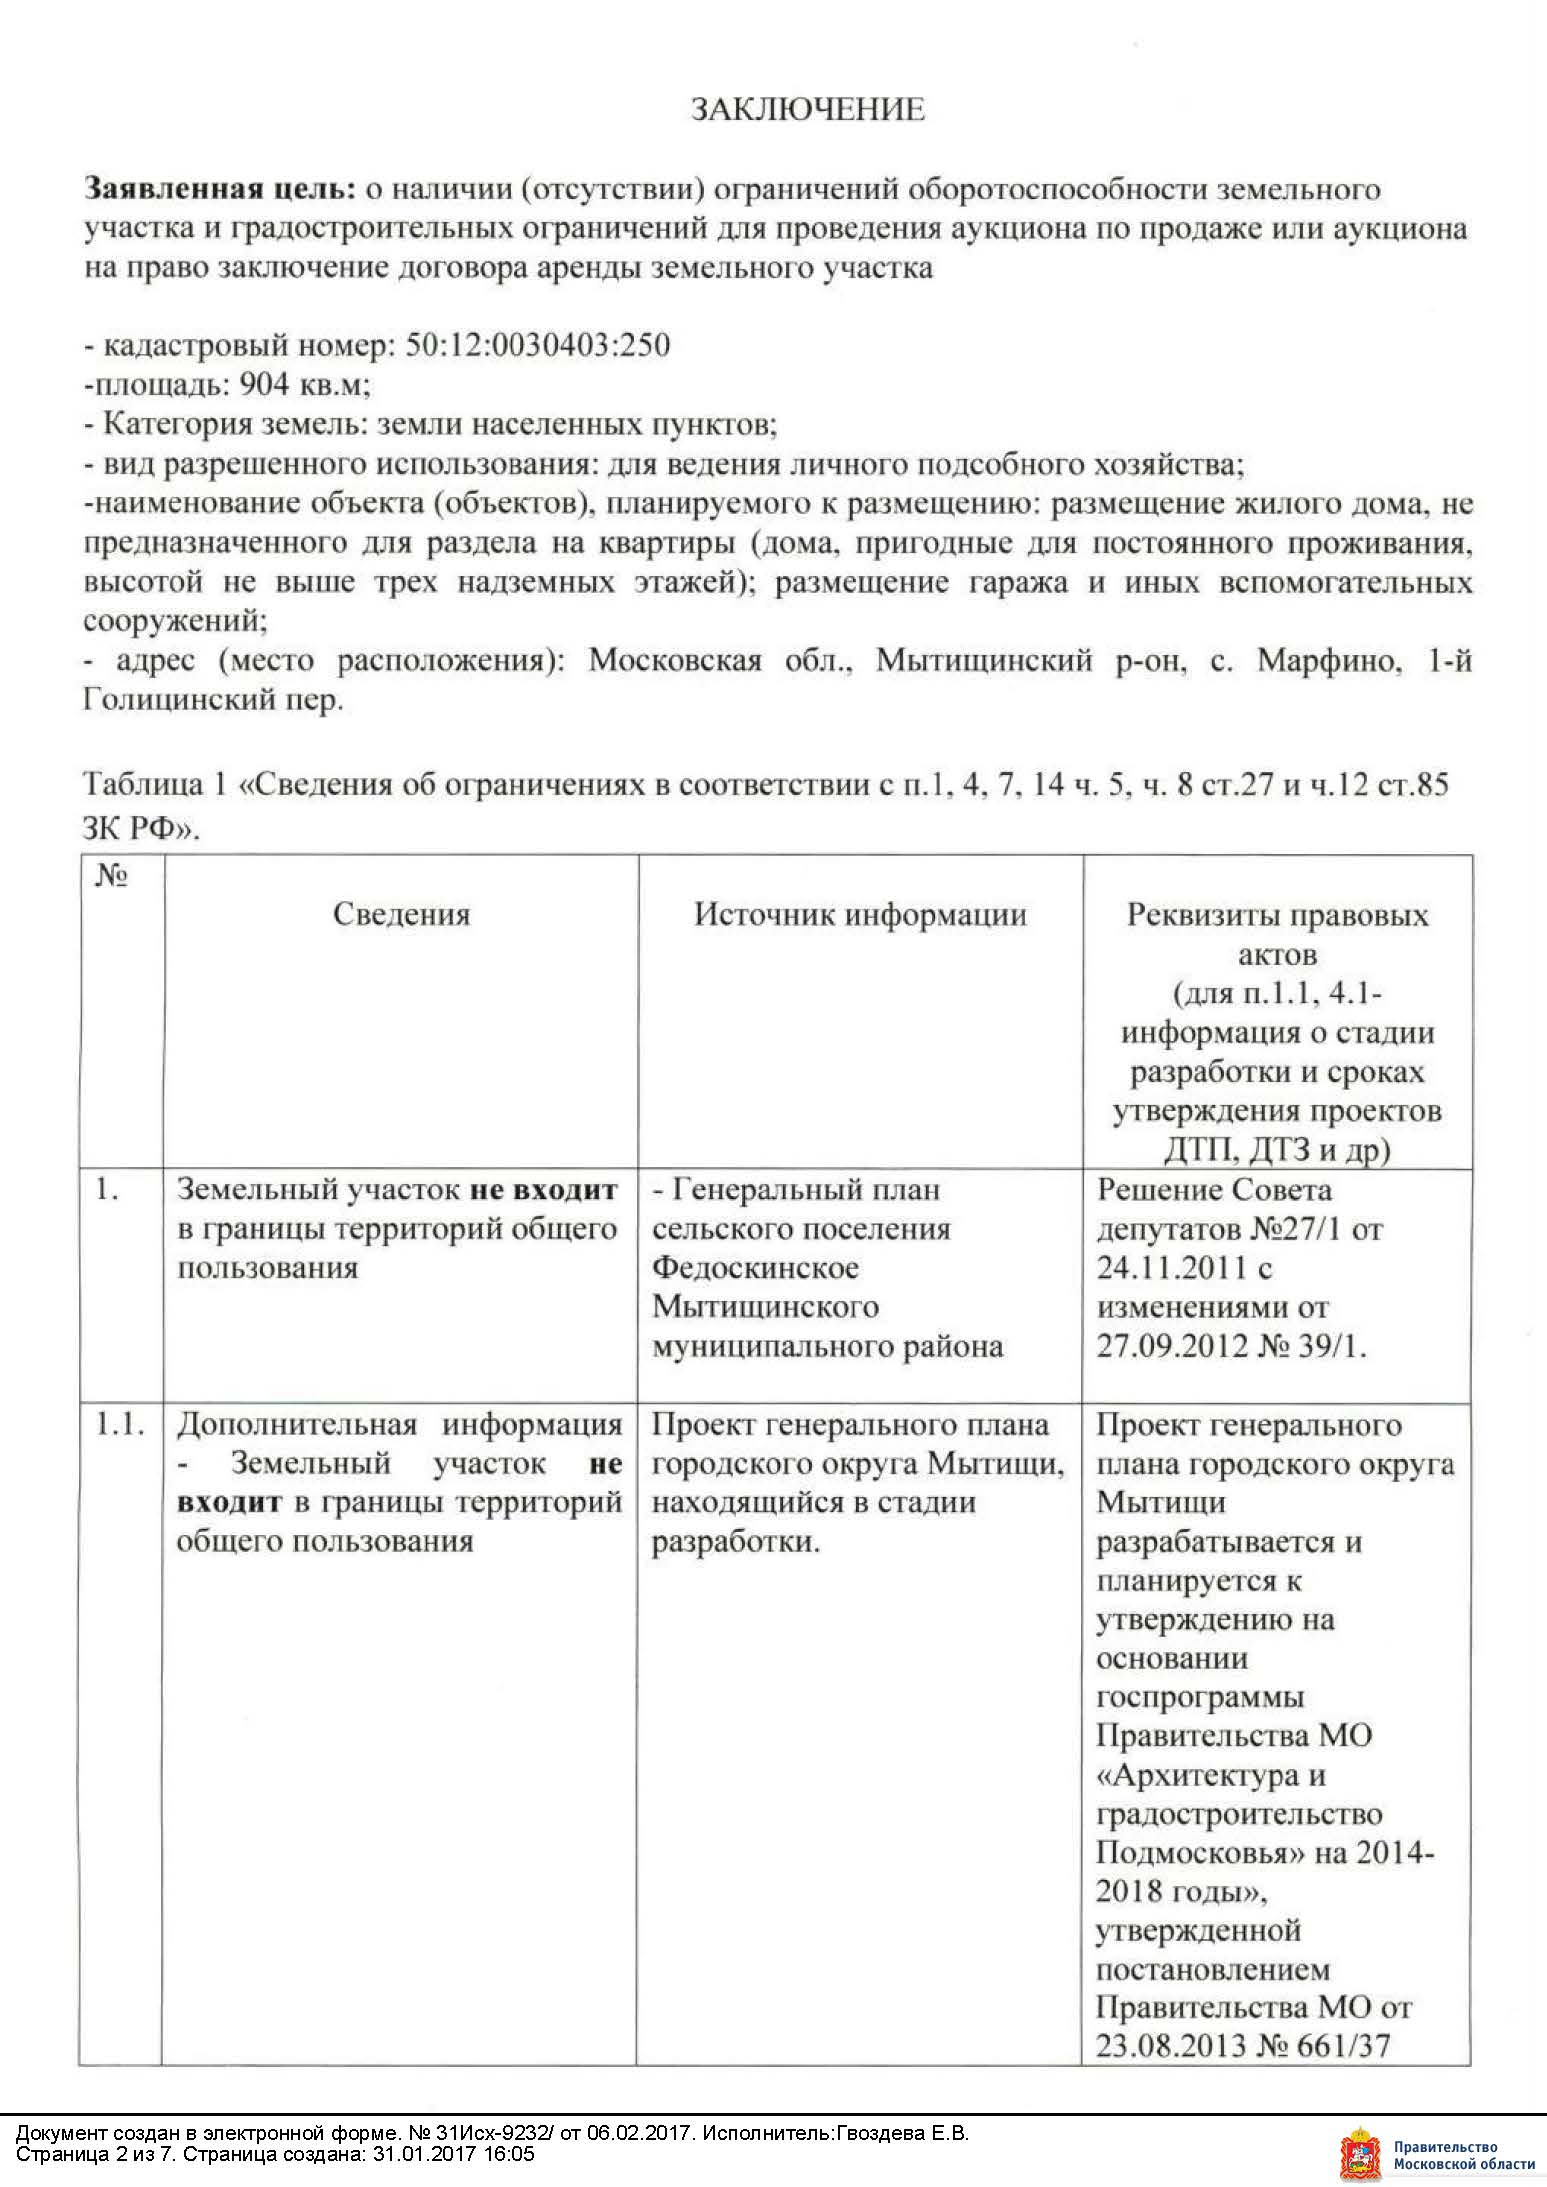 ЗАКЛЮЧЕНИЕ
Заявленная цель: о наличии (отсутствии) ограничений оборотоспособности земельного
участка и градостроительных ограничений для проведения аукциона по продаже или аукциона
на право заключение договора аренды земельного участка
- кадастровый номер: 50:12:0030403:250
-площадь: 904 кв.м;
- Категория земель: земли населенных пунктов;
- вид разрешенного использования: для ведения личного подсобного хозяйства;
-наименование объекта (объектов), планируемого к размещению: размещение жилого дома, не
предназначенного для раздела на квартиры (дома, пригодные для постоянного проживания,
высотой не выше трех надземных этажей); размещение гаража и иных вспомогательных
сооружений;
- адрес (место расположения): Московская обл., Мытищинский р-он, с. Марфино, 1-й
Голицинский пер.
Таблица 1 «Сведения об ограничениях в соответствии с п.1, 4, 7, 14 ч. 5, ч. 8 ст.27 и ч.12 ст.85
ЗК РФ».
№
Сведения
Источник информации
Реквизиты правовых
актов
(для п.1.1, 4.1-
информация о стадии
разработки и сроках
утверждения проектов
ДТП, ДТЗ и др)
1.
Земельный участок не входит
в границы территорий общего
пользования
- Генеральный план
сельского поселения
Федоскинское
Мытищинского
муниципального района
Решение Совета
депутатов №27/1 от
24.11.2011 с
изменениями от
27.09.2012 № 39/1.
1.1.
Дополнительная информация
- Земельный участок не
входит в границы территорий
общего пользования
Проект генерального плана
городского округа Мытищи,
находящийся в стадии
разработки.
Проект генерального
плана городского округа
Мытищи
разрабатывается и
планируется к
утверждению на
основании
госпрограммы
Правительства МО
«Архитектура и
градостроительство
Подмосковья» на 2014-
2018 годы»,
утвержденной
постановлением
Правительства МО от
23.08.2013 № 661/37
Документ создан в электронной форме. № 31Исх-9232/ от 06.02.2017. Исполнитель:Гвоздева Е.В.
Страница 2 из 7. Страница создана: 31.01.2017 16:05
Правительство
Московской области